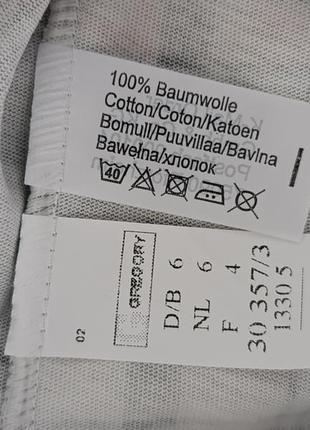 100% Baumwolle
Cotton/Coton/Katoen
Bomull/Puuvillaa/Bavlna
Bawełna/хлопок
40
GREGORY
D/B 6
NL 6
F 4
30 357/3
1330 5
02